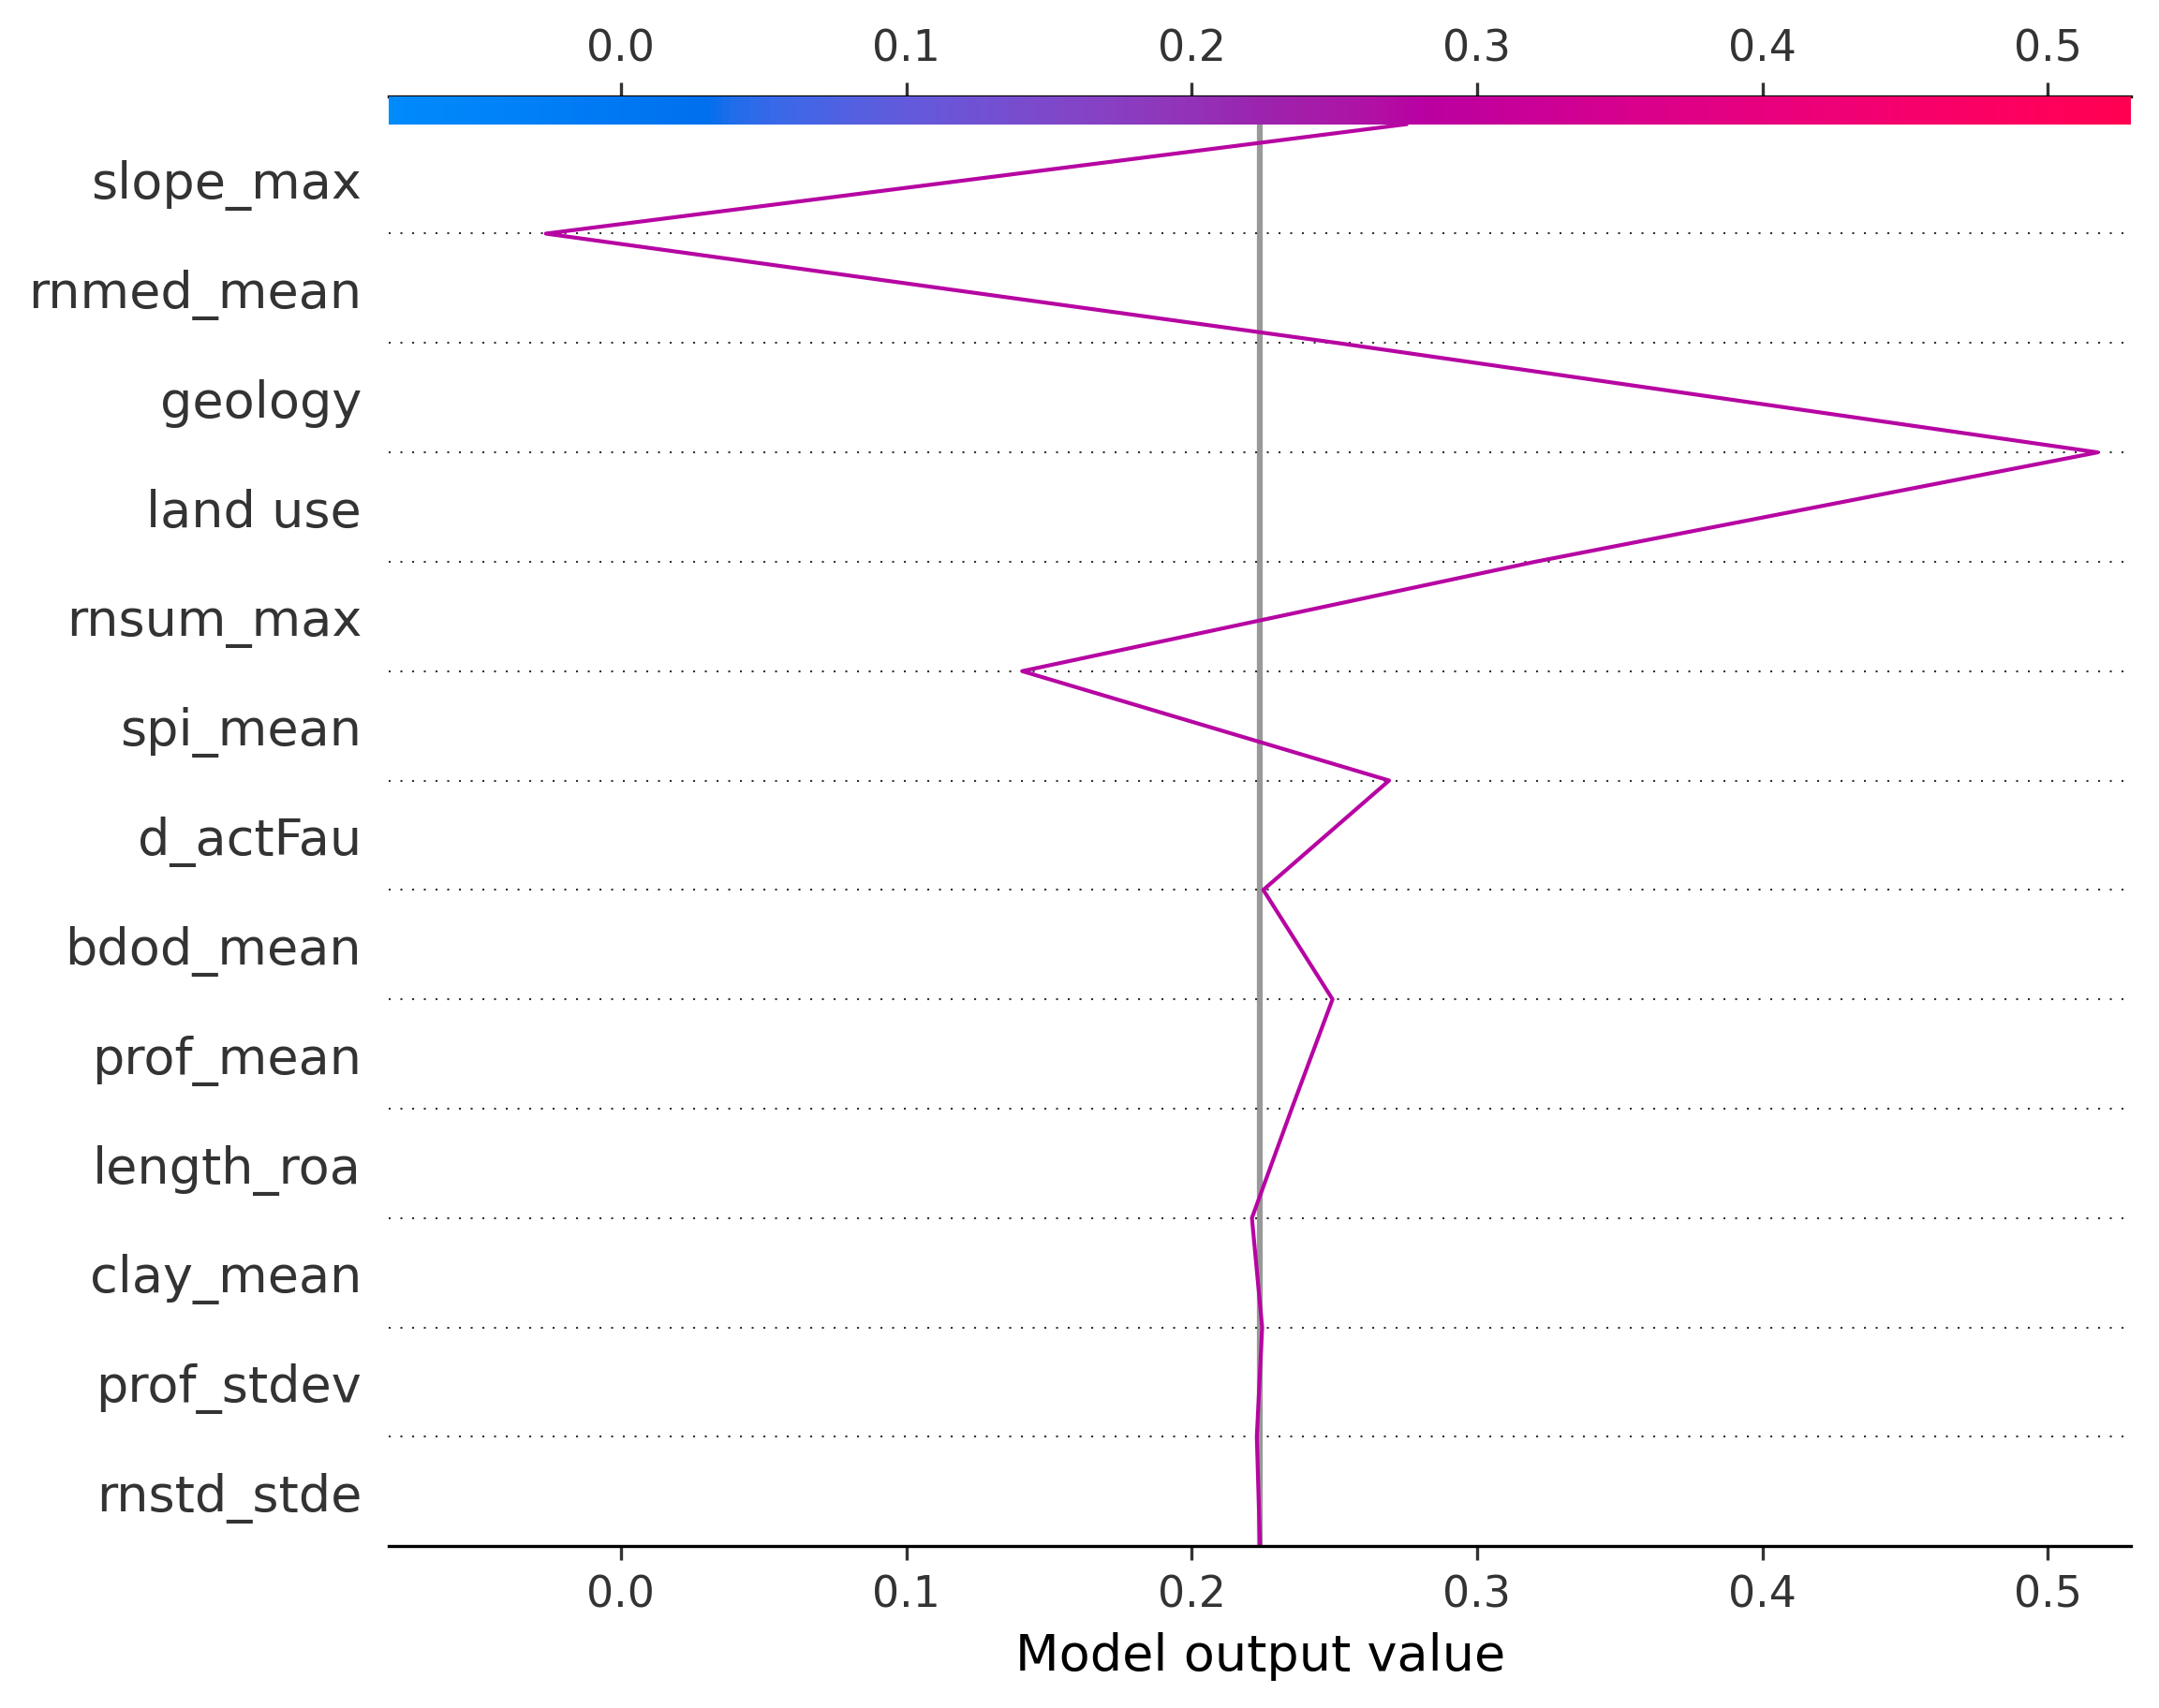 0.0 0.1 0.2 0.3 0.4 0.5
slope_max
rnmed_mean
geology
land use
rnsum_max
spi_mean
d_actFau
bdod_mean
prof_mean
length_roa
clay_mean
prof_stdev
rnstd_stde
0.0 0.1 0.2 0.3 0.4 0.5
Model output value